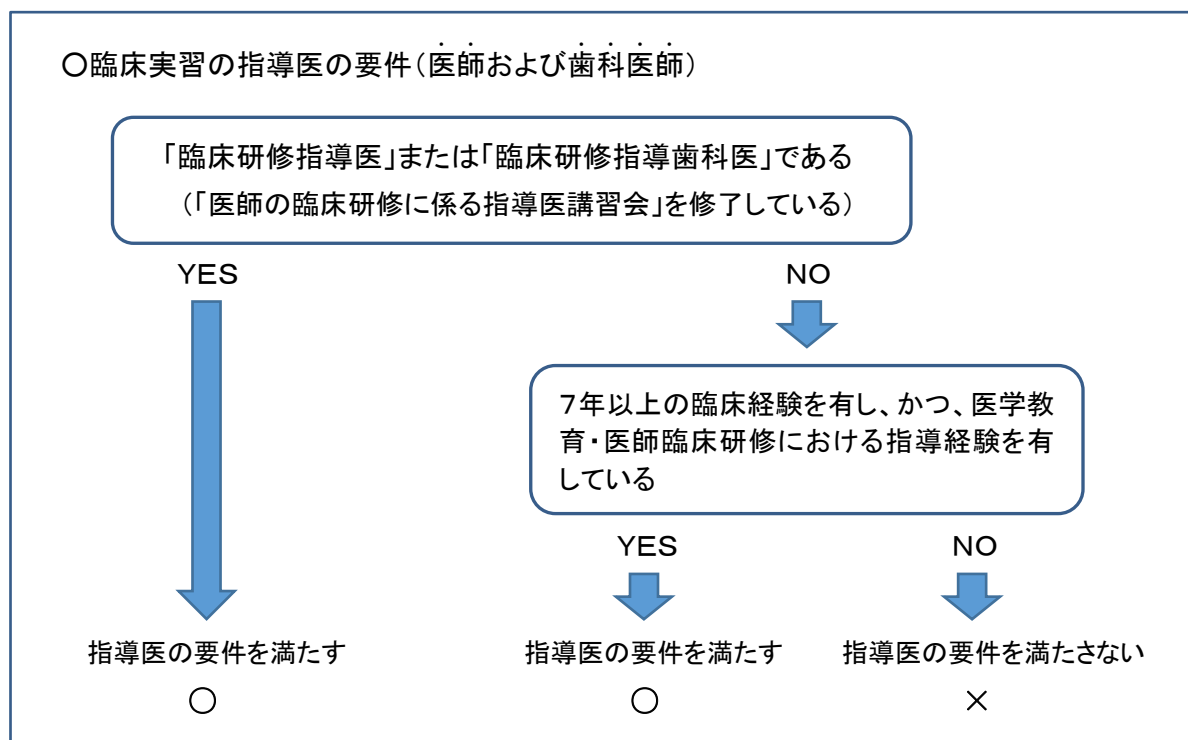 〇臨床実習の指導医の要件（医師および歯科医師）
「臨床研修指導医」または「臨床研修指導歯科医」である
（「医師の臨床研修に係る指導医講習会」を修了している）
YES
NO
７年以上の臨床経験を有し、かつ、医学教
育・医師臨床研修における指導経験を有
している
YES
NO
指導医の要件を満たす
指導医の要件を満たす
指導医の要件を満たさない
〇
〇
×